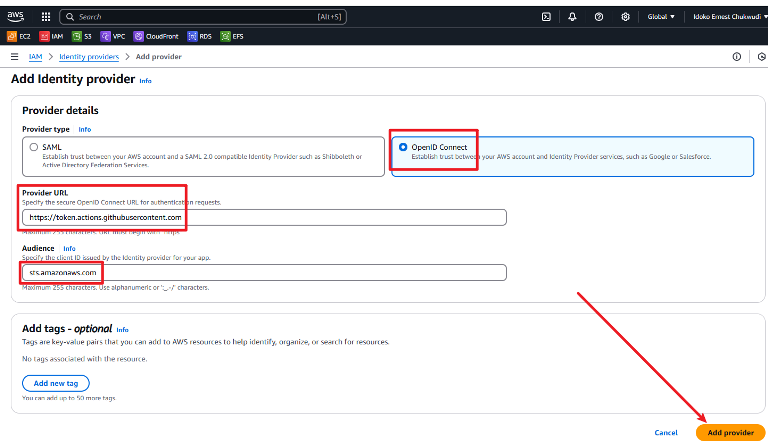 aws Search [Alt+S] Global Idoko Ernest Chukwudi
EC2 IAM S3 VPC CloudFront RDS EFS
IAM > Identity providers > Add provider
Add Identity provider Info
Provider details
Provider type Info
SAML
Establish trust between your AWS account and a SAML 2.0 compatible Identity Provider such as Shibboleth or
Active Directory Federation Services.
OpenID Connect
Establish trust between your AWS account and Identity Provider services, such as Google or Salesforce.
Provider URL
Specify the secure OpenID Connect URL for authentication requests.
https://token.actions.githubusercontent.com
Maximum 255 characters. URL must begin with "https"
Audience Info
Specify the client ID issued by the Identity provider for your app.
sts.amazonaws.com
Maximum 255 characters. Use alphanumeric or ":_.-/" characters.
Add tags - optional Info
Tags are key-value pairs that you can add to AWS resources to help identify, organize, or search for resources.
No tags associated with the resource.
Add new tag
You can add up to 50 more tags
Cancel Add provider